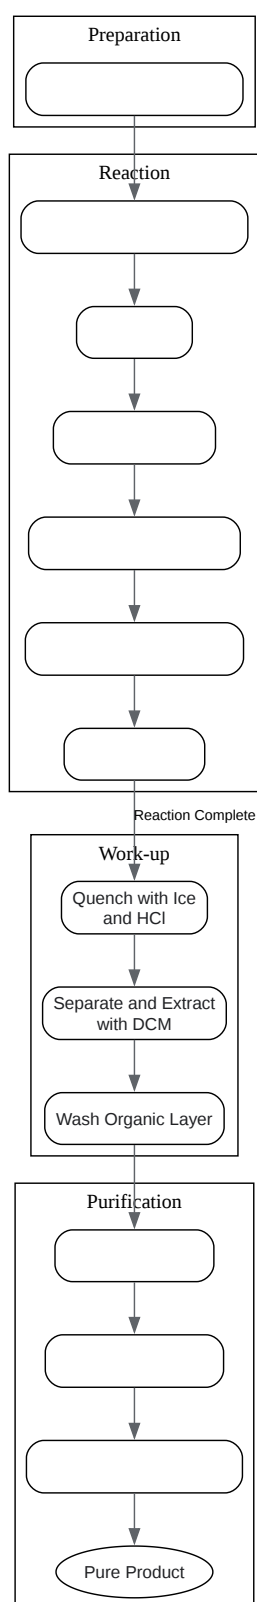 Preparation
Reaction
Reaction Complete
Work-up
Quench with Ice
and HCl
Separate and Extract
with DCM
Wash Organic Layer
Purification
Pure Product